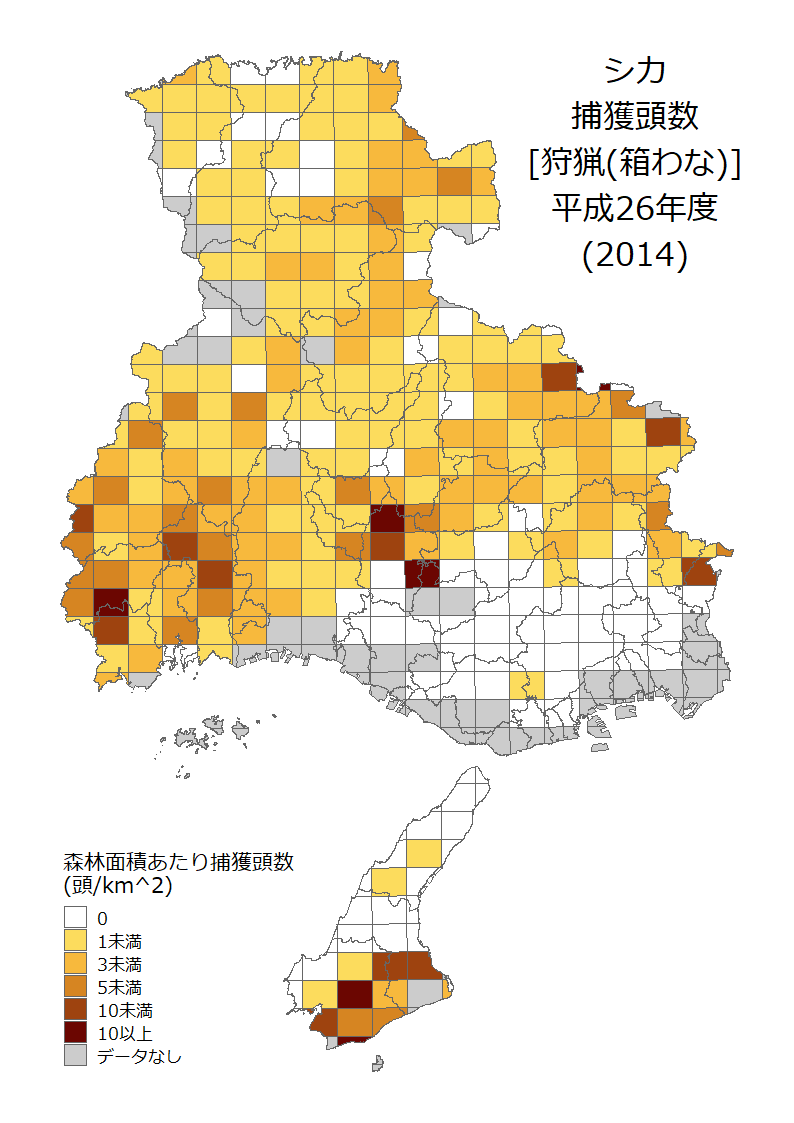 シカ
捕獲頭数
[狩猟(箱わな)]
平成26年度
(2014)
森林面積あたり捕獲頭数
(頭/km^2)
0
1未満
3未満
5未満
10未満
10以上
データなし